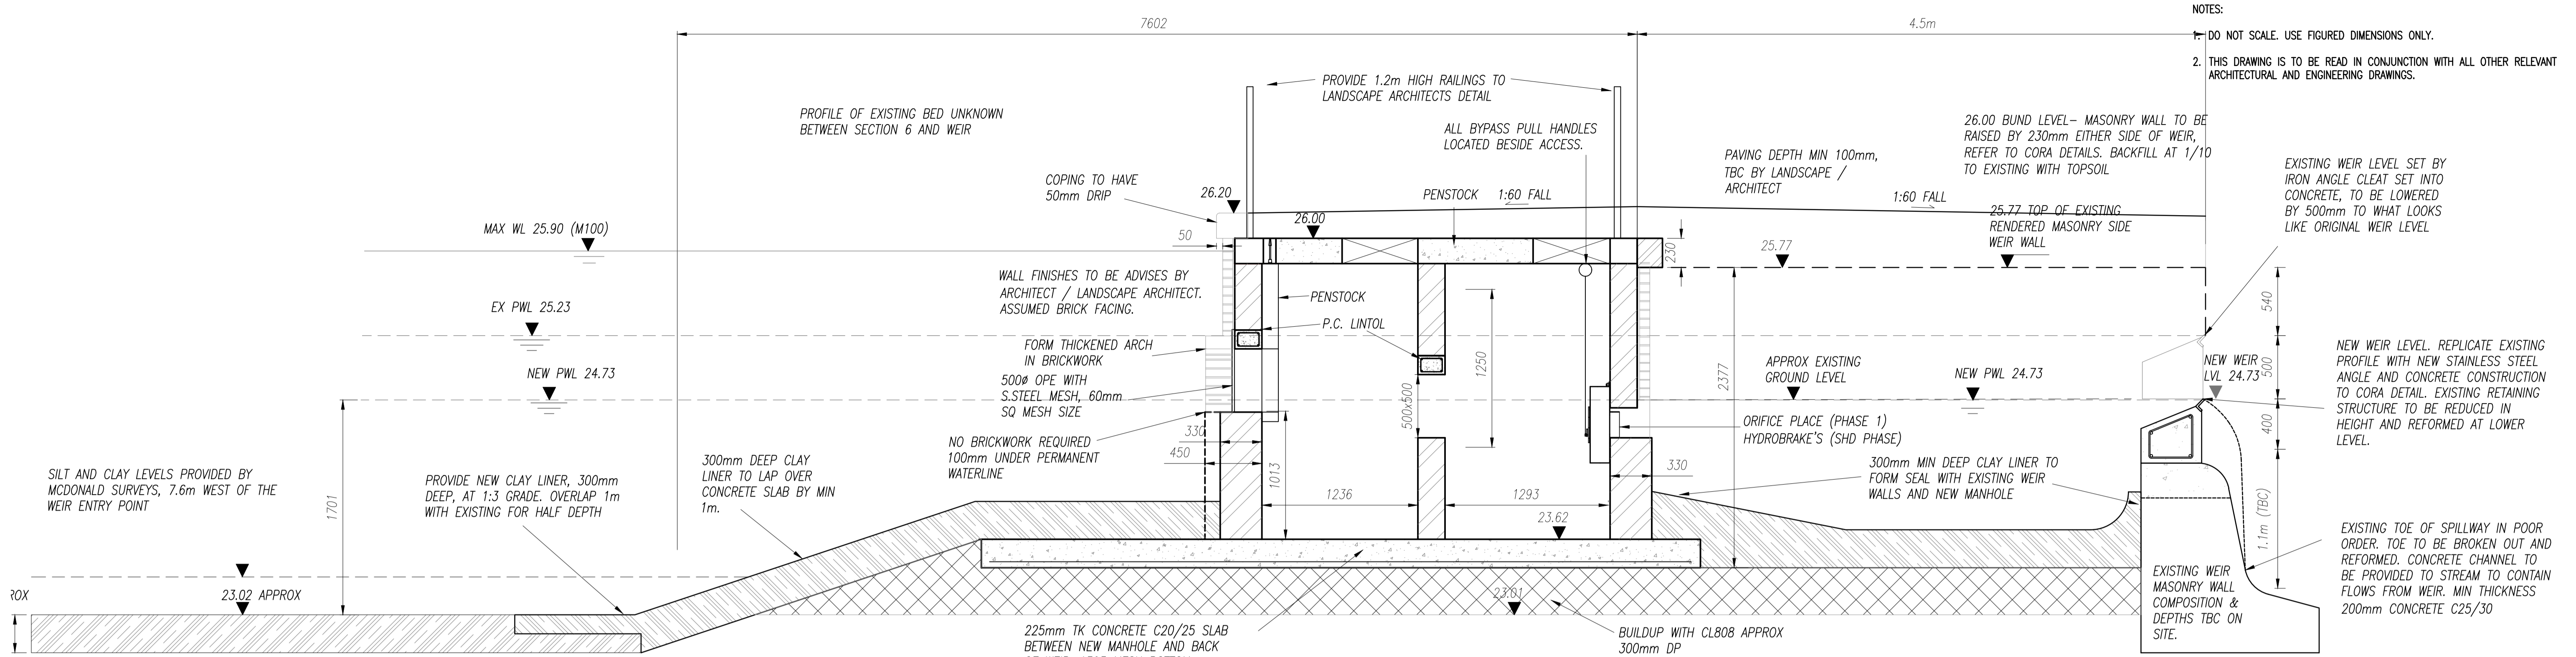 7602
4.5m
NOTES:
1. DO NOT SCALE. USE FIGURED DIMENSIONS ONLY.
2. THIS DRAWING IS TO BE READ IN CONJUNCTION WITH ALL OTHER RELEVANT
ARCHITECTURAL AND ENGINEERING DRAWINGS.
PROVIDE 1.2m HIGH RAILINGS TO
LANDSCAPE ARCHITECTS DETAIL
PROFILE OF EXISTING BED UNKNOWN
BETWEEN SECTION 6 AND WEIR
ALL BYPASS PULL HANDLES
LOCATED BESIDE ACCESS.
26.00 BUND LEVEL- MASONRY WALL TO BE
RAISED BY 230mm EITHER SIDE OF WEIR,
REFER TO CORA DETAILS. BACKFILL AT 1/10
TO EXISTING WITH TOPSOIL
PAVING DEPTH MIN 100mm,
TBC BY LANDSCAPE /
ARCHITECT
EXISTING WEIR LEVEL SET BY
IRON ANGLE CLEAT SET INTO
CONCRETE, TO BE LOWERED
BY 500mm TO WHAT LOOKS
LIKE ORIGINAL WEIR LEVEL
COPING TO HAVE
50mm DRIP
26.20
PENSTOCK
1:60 FALL
1:60 FALL
26.00
25.77 TOP OF EXISTING
RENDERED MASONRY SIDE
WEIR WALL
MAX WL 25.90 (M100)
50
230
25.77
WALL FINISHES TO BE ADVISES BY
ARCHITECT / LANDSCAPE ARCHITECT.
ASSUMED BRICK FACING.
PENSTOCK
P.C. LINTOL
EX PWL 25.23
540
FORM THICKENED ARCH
IN BRICKWORK
1250
2377
500
NEW WEIR LEVEL. REPLICATE EXISTING
PROFILE WITH NEW STAINLESS STEEL
ANGLE AND CONCRETE CONSTRUCTION
TO CORA DETAIL. EXISTING RETAINING
STRUCTURE TO BE REDUCED IN
HEIGHT AND REFORMED AT LOWER
LEVEL.
APPROX EXISTING
GROUND LEVEL
NEW WEIR
LVL 24.73
NEW PWL 24.73
NEW PWL 24.73
500ø OPE WITH
S.STEEL MESH, 60mm
SQ MESH SIZE
500x500
400
ORIFICE PLACE (PHASE 1)
HYDROBRAKE'S (SHD PHASE)
330
450
NO BRICKWORK REQUIRED
100mm UNDER PERMANENT
WATERLINE
1013
330
300mm MIN DEEP CLAY LINER TO
FORM SEAL WITH EXISTING WEIR
WALLS AND NEW MANHOLE
SILT AND CLAY LEVELS PROVIDED BY
MCDONALD SURVEYS, 7.6m WEST OF THE
WEIR ENTRY POINT
1701
PROVIDE NEW CLAY LINER, 300mm
DEEP, AT 1:3 GRADE. OVERLAP 1m
WITH EXISTING FOR HALF DEPTH
300mm DEEP CLAY
LINER TO LAP OVER
CONCRETE SLAB BY MIN
1m.
1236
1293
23.62
1.1m (TBC)
EXISTING TOE OF SPILLWAY IN POOR
ORDER. TOE TO BE BROKEN OUT AND
REFORMED. CONCRETE CHANNEL TO
BE PROVIDED TO STREAM TO CONTAIN
FLOWS FROM WEIR. MIN THICKNESS
200mm CONCRETE C25/30
EXISTING WEIR
MASONRY WALL
COMPOSITION &
DEPTHS TBC ON
SITE.
23.02 APPROX
23.01
225mm TK CONCRETE C20/25 SLAB
BETWEEN NEW MANHOLE AND BACK
BUILDUP WITH CL808 APPROX
300mm DP